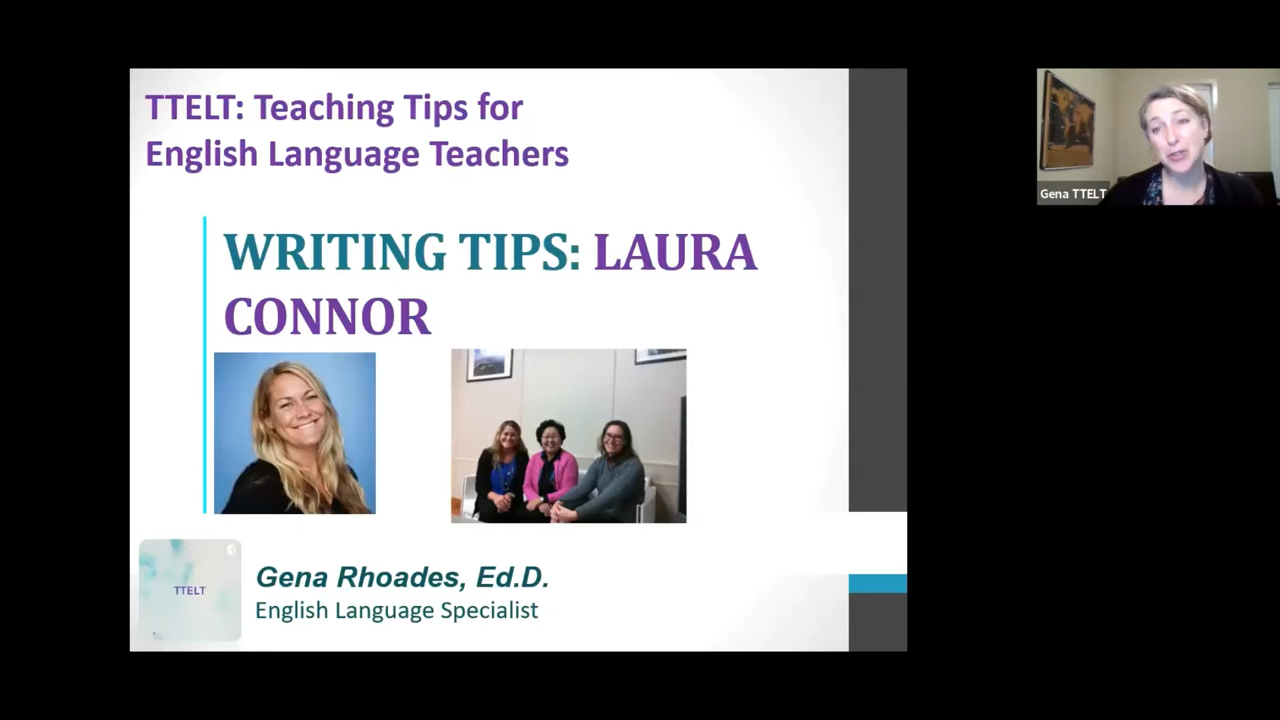 TTELT: Teaching Tips for
English Language Teachers
WRITING TIPS: LAURA
CONNOR
TTELT
Gena Rhoades, Ed.D.
English Language Specialist
Gena TTELT